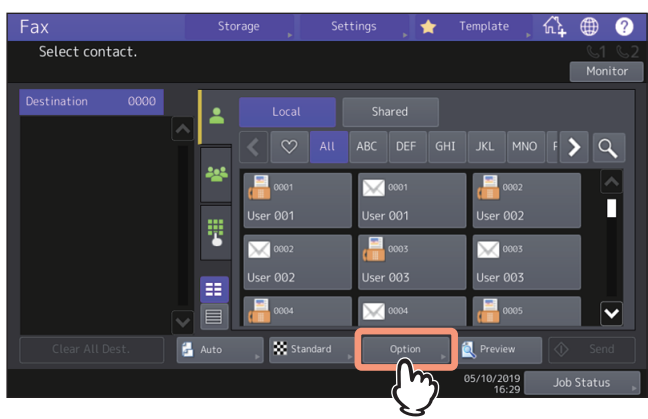 Fax Storage Settings Template ?
Select contact.
1 2
Monitor
Destination 0000
Local Shared
All ABC DEF GHI JKL MNO
0001 0001 0002
User 001 User 001 User 002
0002 0003 0003
User 002 User 003 User 003
0004 0004 0005
Clear All Dest. Auto Standard Option Preview Send
05/10/2019
16:29
Job Status